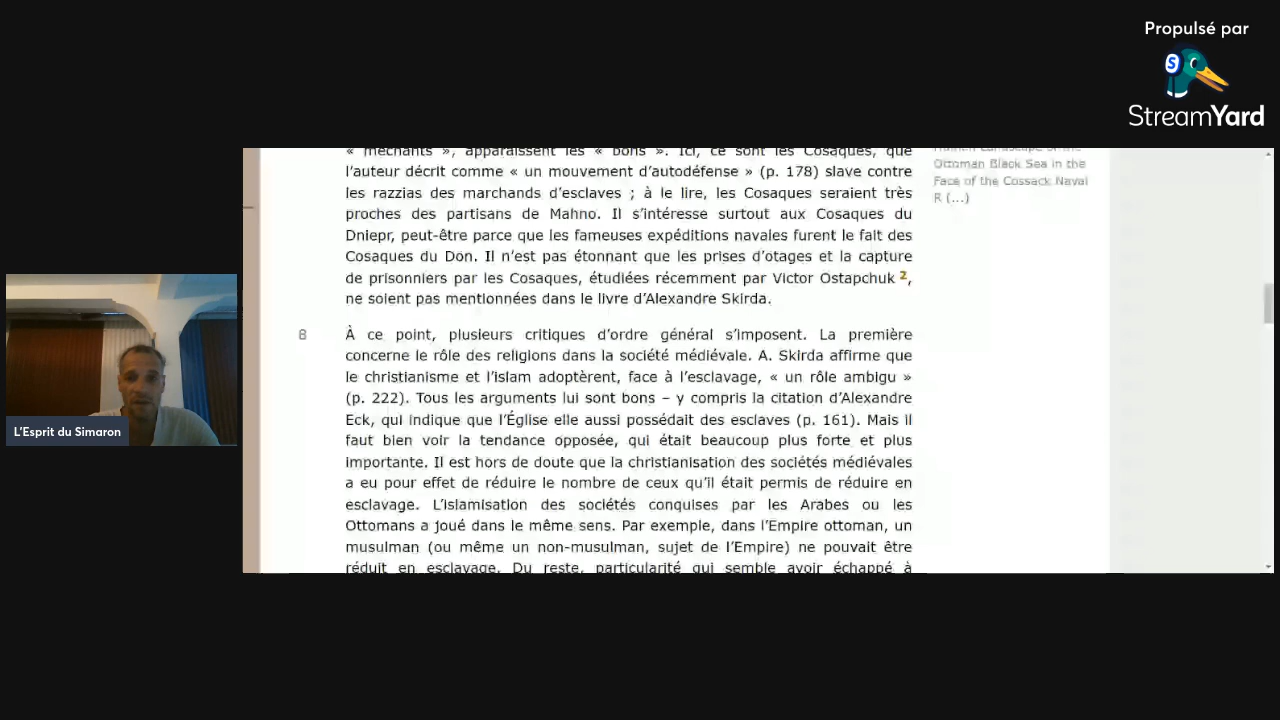 Propulsé par
StreamYard
« méchants », apparaissent les « bons ». Ici, ce sont les Cosaques, que
l'auteur décrit comme « un mouvement d'autodéfense » (p. 178) slave contre
les razzias des marchands d'esclaves ; à le lire, les Cosaques seraient très
proches des partisans de Mahno. Il s'intéresse surtout aux Cosaques du
Dniepr, peut-être parce que les fameuses expéditions navales furent le fait des
Cosaques du Don. Il n'est pas étonnant que les prises d'otages et la capture
de prisonniers par les Cosaques, étudiées récemment par Victor Ostapchuk 2,
ne soient pas mentionnées dans le livre d'Alexandre Skirda.
Ottoman Black Sea in the
Face of the Cossack Naval
R (...)
8
À ce point, plusieurs critiques d'ordre général s'imposent. La première
concerne le rôle des religions dans la société médiévale. A. Skirda affirme que
le christianisme et l'islam adoptèrent, face à l'esclavage, « un rôle ambigu »
(p. 222). Tous les arguments lui sont bons – y compris la citation d'Alexandre
Eck, qui indique que l'Église elle aussi possédait des esclaves (p. 161). Mais il
faut bien voir la tendance opposée, qui était beaucoup plus forte et plus
importante. Il est hors de doute que la christianisation des sociétés médiévales
a eu pour effet de réduire le nombre de ceux qu'il était permis de réduire en
esclavage. L'islamisation des sociétés conquises par les Arabes ou les
Ottomans a joué dans le même sens. Par exemple, dans l'Empire ottoman, un
musulman (ou même un non-musulman, sujet de l'Empire) ne pouvait être
réduit en esclavage. Du reste, particularité qui semble avoir échappé à
L'Esprit du Simaron